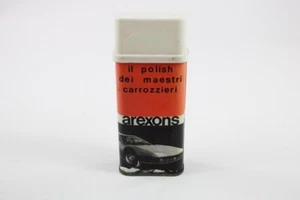 il polish
dei maestri
carrozzieri
arexons